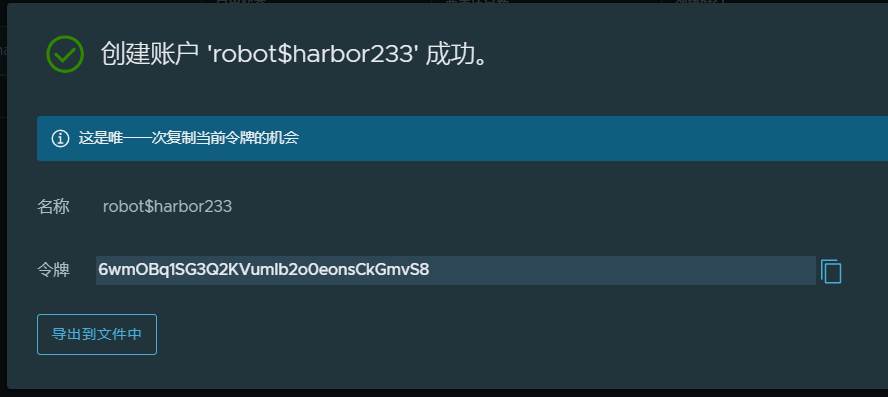 创建账户 'robot$harbor233' 成功。
这是唯一一次复制当前令牌的机会
名称 robot$harbor233
令牌 6wmOBq1SG3Q2KVumIb2o0eonsCkGmvS8
导出到文件中